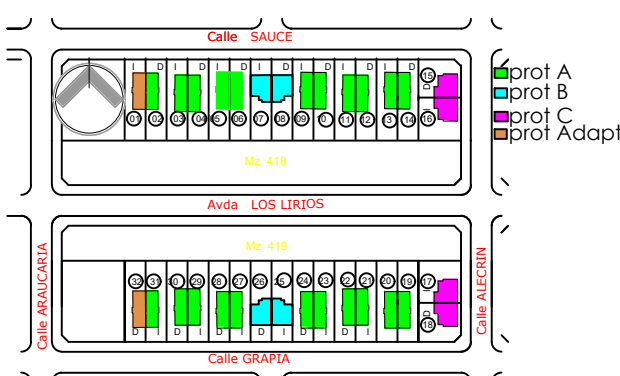 Calle SAUCE
I D I D I D I D I D I D I D
15
D
I
01 02 03 04 05 06 07 08 09 10 11 12 13 14 16
prot A
prot B
prot C
prot Adapt
Mz 418
Avda LOS LIRIOS
Mz 419
Calle ARAUCARIA
Calle ALECRIN
32 31 30 29 28 27 26 25 24 23 22 21 20 19 17
I
D
18
D I D I D I D I D I D I
Calle GRAPIA